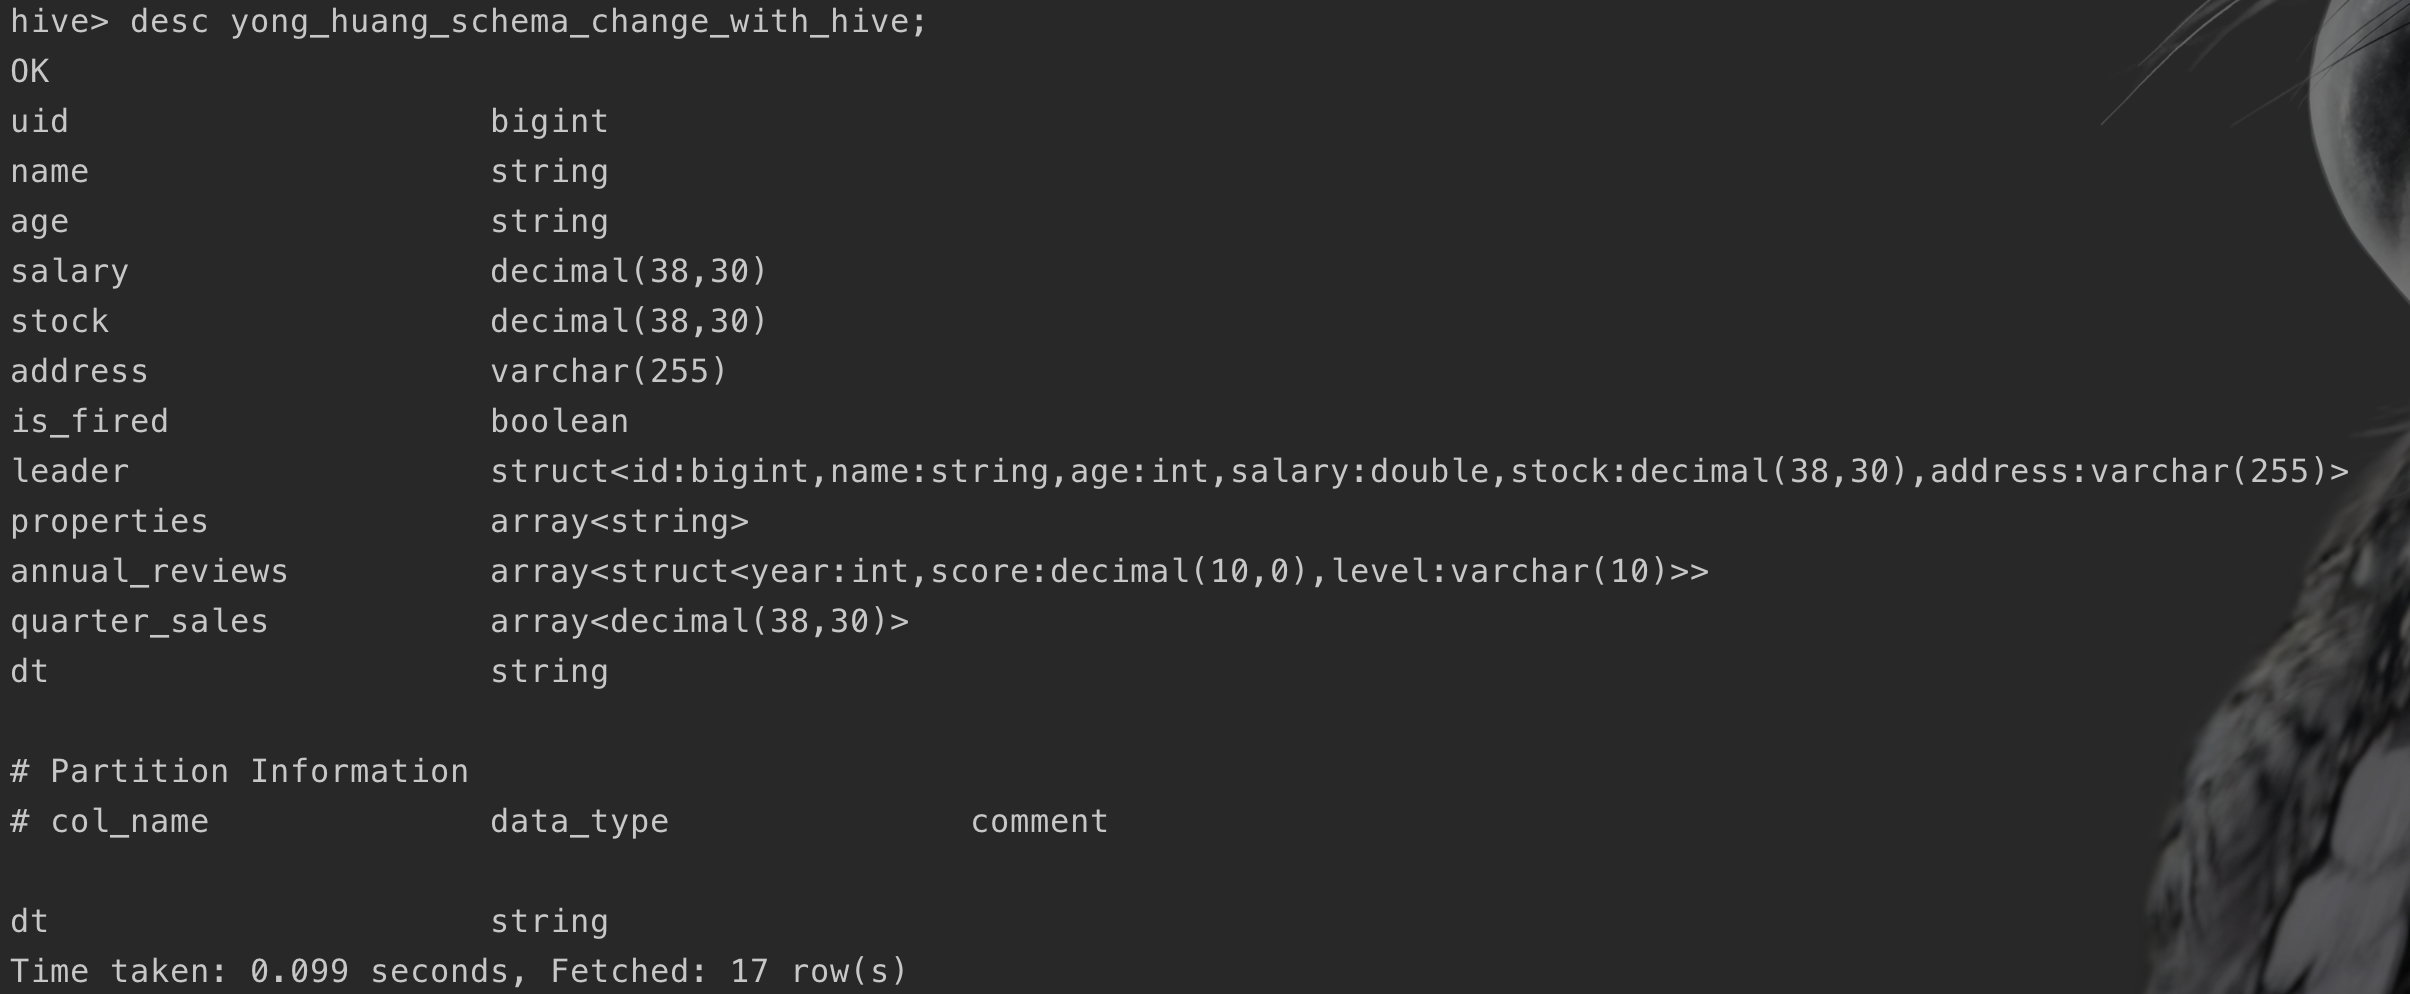 hive> desc yong_huang_schema_change_with_hive;
OK
uid                     bigint
name                    string
age                     string
salary                  decimal(38,30)
stock                   decimal(38,30)
address                 varchar(255)
is_fired                boolean
leader                  struct<id:bigint,name:string,age:int,salary:double,stock:decimal(38,30),address:varchar(255)>
properties              array<string>
annual_reviews          array<struct<year:int,score:decimal(10,0),level:varchar(10)>>
quarter_sales           array<decimal(38,30)>
dt                      string
# Partition Information
# col_name              data_type               comment
dt                      string
Time taken: 0.099 seconds, Fetched: 17 row(s)